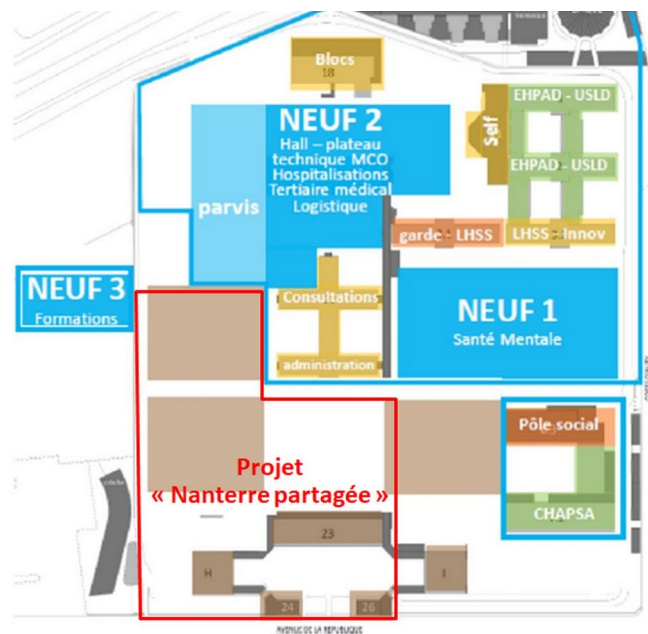 Blocs
18
NEUF 2
Hall – plateau
technique MCO
Hospitalisations
Tertiaire médical
Logistique
parvis
Self
EHPAD - USLD
EHPAD - USLD
garde - LHSS
LHSS - Innov
NEUF 3
Formations
Consultations
administration
NEUF 1
Santé Mentale
Pôle social
CHAPSA
Projet
« Nanterre partagée »
23
H
I
24
26
AVENUE DE LA REPUBLIQUE